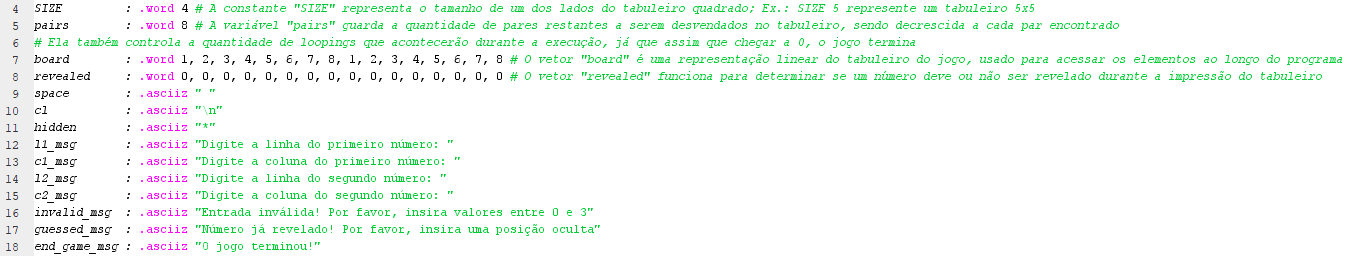 4 SIZE : .word 4 # A constante "SIZE" representa o tamanho de um dos lados do tabuleiro quadrado; Ex.: SIZE 5 represente um tabuleiro 5x5
5 pairs : .word 8 # A variável "pairs" guarda a quantidade de pares restantes a serem desvendados no tabuleiro, sendo decrescida a cada par encontrado
6 # Ela também controla a quantidade de loopings que acontecerão durante a execução, já que assim que chegar a 0, o jogo termina
7 board : .word 1, 2, 3, 4, 5, 6, 7, 8, 1, 2, 3, 4, 5, 6, 7, 8 # O vetor "board" é uma representação linear do tabuleiro do jogo, usado para acessar os elementos ao longo do programa
8 revealed : .word 0, 0, 0, 0, 0, 0, 0, 0, 0, 0, 0, 0, 0, 0, 0, 0 # O vetor "revealed" funciona para determinar se um número deve ou não ser revelado durante a impressão do tabuleiro
9 space : .asciiz " "
10 cl : .asciiz "\n"
11 hidden : .asciiz "*"
12 l1_msg : .asciiz "Digite a linha do primeiro número: "
13 c1_msg : .asciiz "Digite a coluna do primeiro número: "
14 l2_msg : .asciiz "Digite a linha do segundo número: "
15 c2_msg : .asciiz "Digite a coluna do segundo número: "
16 invalid_msg : .asciiz "Entrada inválida! Por favor, insira valores entre 0 e 3"
17 guessed_msg : .asciiz "Número já revelado! Por favor, insira uma posição oculta"
18 end_game_msg : .asciiz "O jogo terminou!"